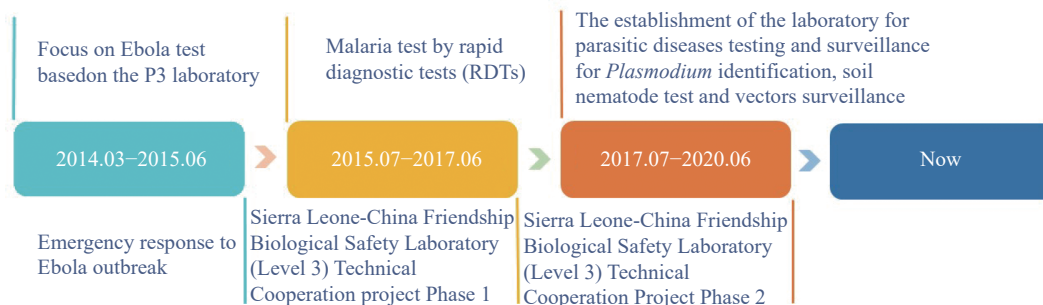 Focus on Ebola test
basedon the P3 laboratory
Malaria test by rapid
diagnostic tests (RDTs)
The establishment of the laboratory for
parasitic diseases testing and surveillance
for Plasmodium identification, soil
nematode test and vectors surveillance
2014.03−2015.06
2015.07−2017.06
2017.07−2020.06
Now
Emergency response to
Ebola outbreak
Sierra Leone-China Friendship
Biological Safety Laboratory
(Level 3) Technical
Cooperation project Phase 1
Sierra Leone-China Friendship
Biological Safety Laboratory
(Level 3) Technical
Cooperation Project Phase 2